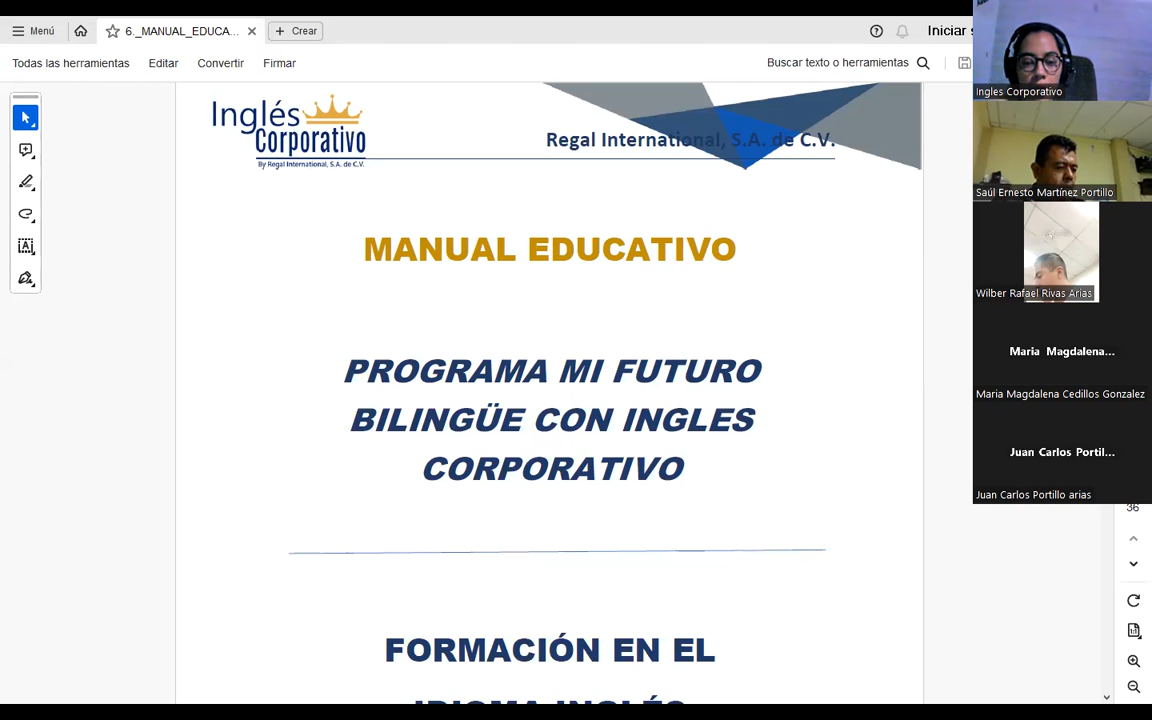 Menú
6._MANUAL_EDUCA...
Crear
Iniciar s
Todas las herramientas
Editar
Convertir
Firmar
Buscar texto o herramientas
Inglés
Corporativo
By Regal International, S.A. de C.V.
Regal International, S.A. de C.V.
MANUAL EDUCATIVO
PROGRAMA MI FUTURO
BILINGÜE CON INGLES
CORPORATIVO
FORMACIÓN EN EL
IDIOMA INGLÉS
Ingles Corporativo
Saúl Ernesto Martínez Portillo
Wilber Rafael Rivas Arias
Maria Magdalena...
Maria Magdalena Cedillos Gonzalez
Juan Carlos Portil...
Juan Carlos Portillo arias
36